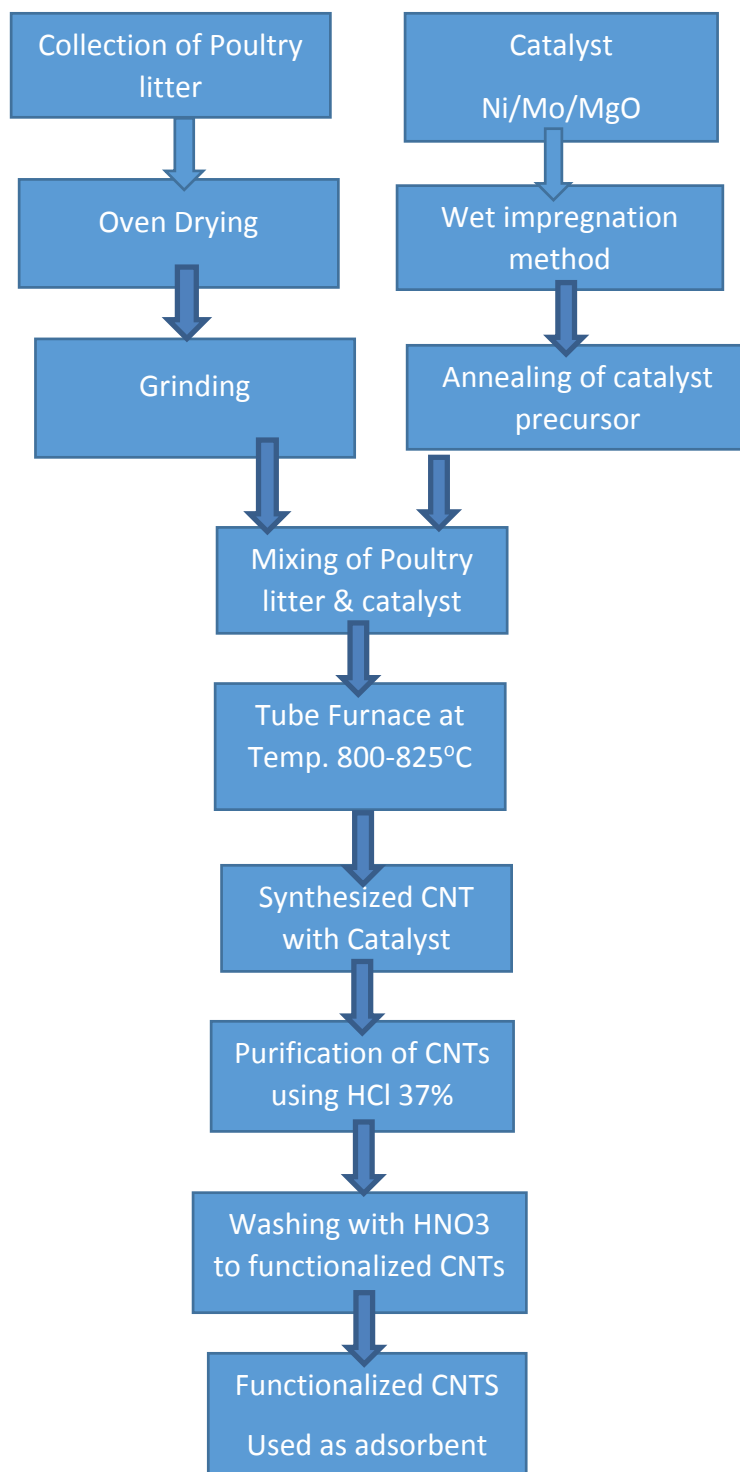 Collection of Poultry
litter
Catalyst
Ni/Mo/MgO
Oven Drying
Wet impregnation
method
Grinding
Annealing of catalyst
precursor
Mixing of Poultry
litter & catalyst
Tube Furnace at
Temp. 800-825°C
Synthesized CNT
with Catalyst
Purification of CNTs
using HCl 37%
Washing with HNO3
to functionalized CNTs
Functionalized CNTS
Used as adsorbent